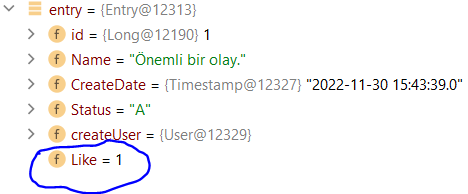 entry = {Entry@12313}
f id = {Long@12190} 1
f Name = "Önemli bir olay."
f CreateDate = {Timestamp@12327} "2022-11-30 15:43:39.0"
f Status = "A"
f createUser = {User@12329}
f Like = 1